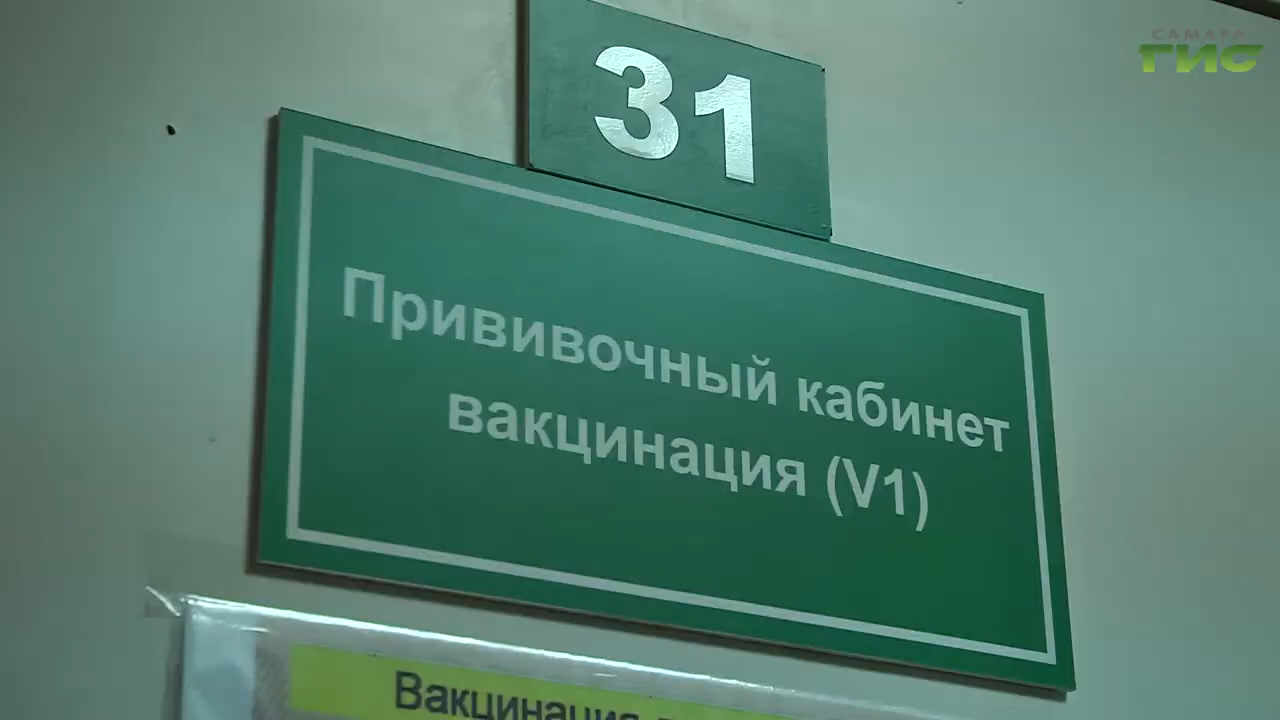 САМАРА
ГИС
31
Прививочный кабинет
вакцинация (V1)
Вакцинация